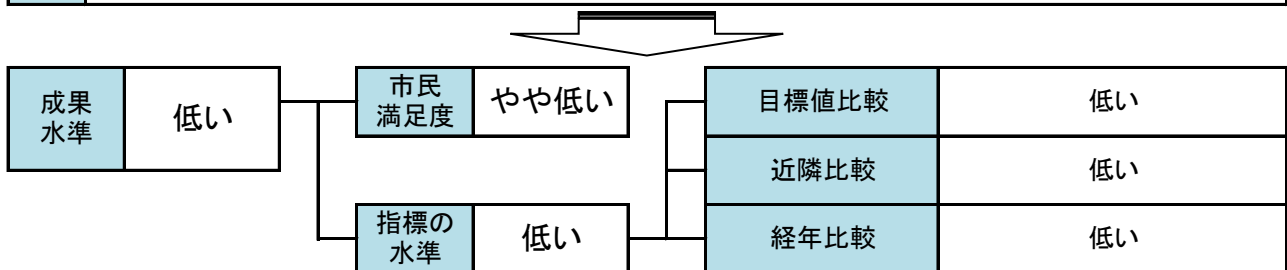 成果
水準
低い
市民
満足度
やや低い
目標値比較
低い
近隣比較
低い
指標の
水準
低い
経年比較
低い